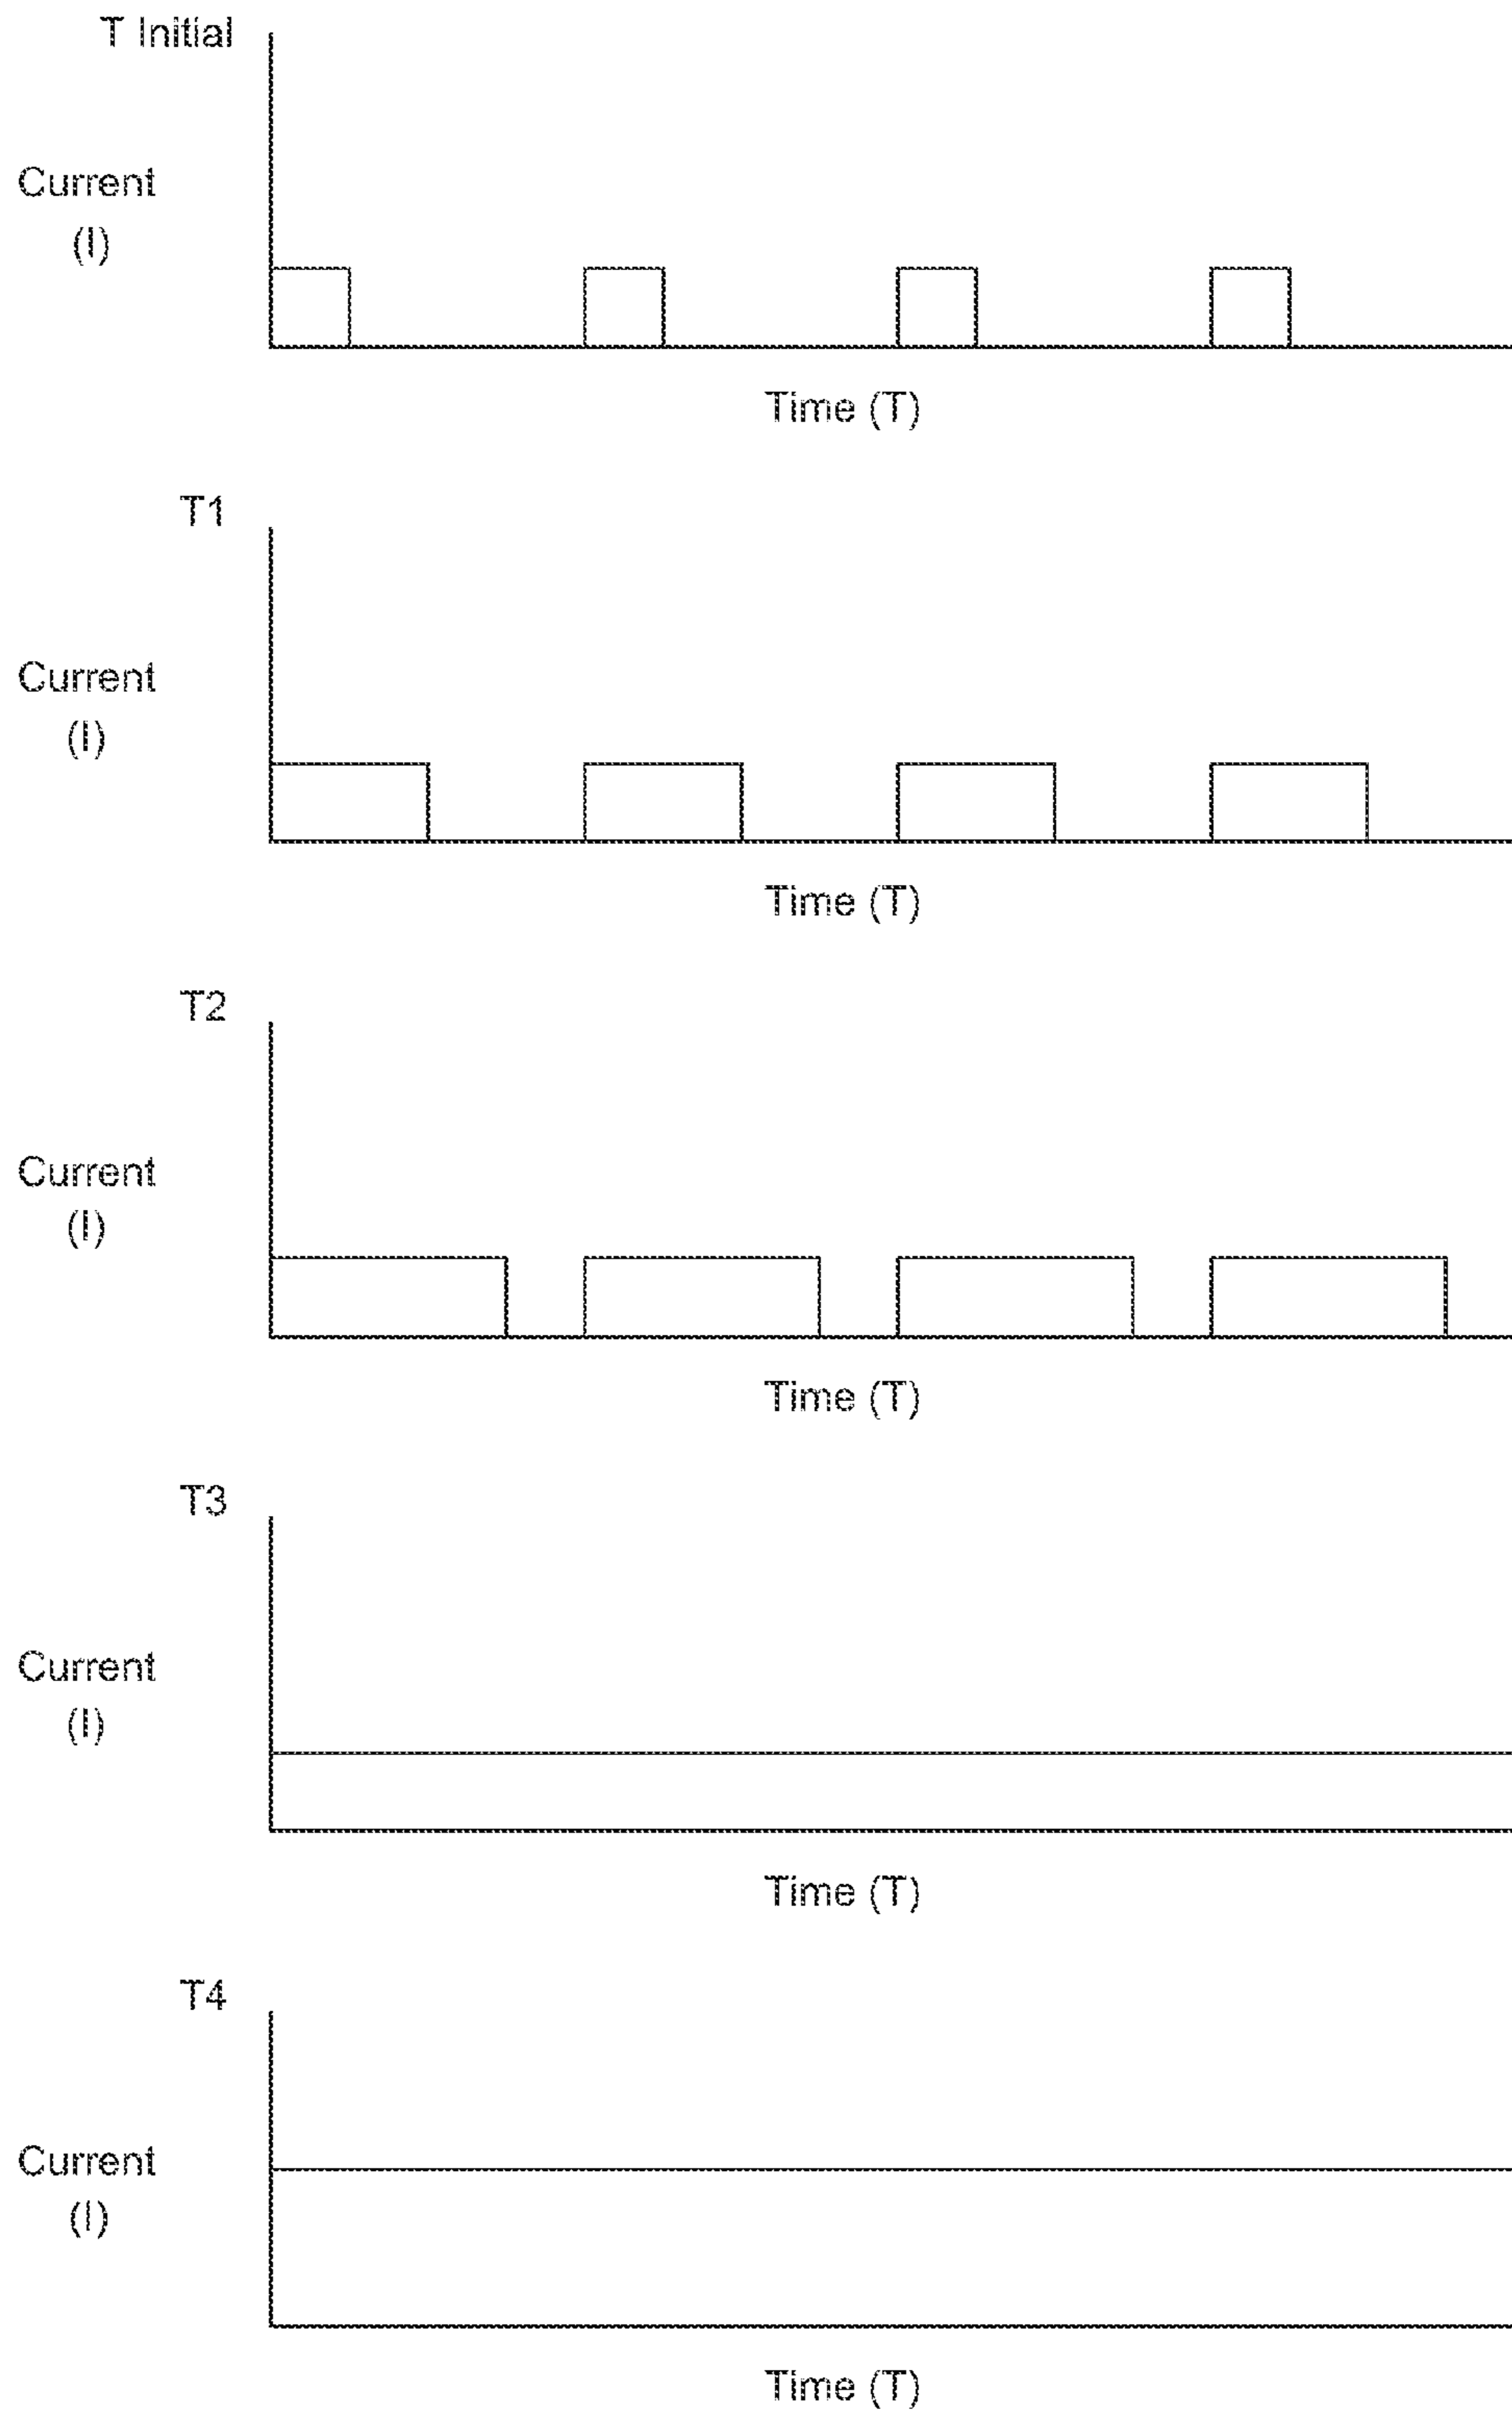 T Initial
Current
(I)
Time (T)
T1
Current
(I)
Time (T)
T2
Current
(I)
Time (T)
T3
Current
(I)
Time (T)
T4
Current
(I)
Time (T)